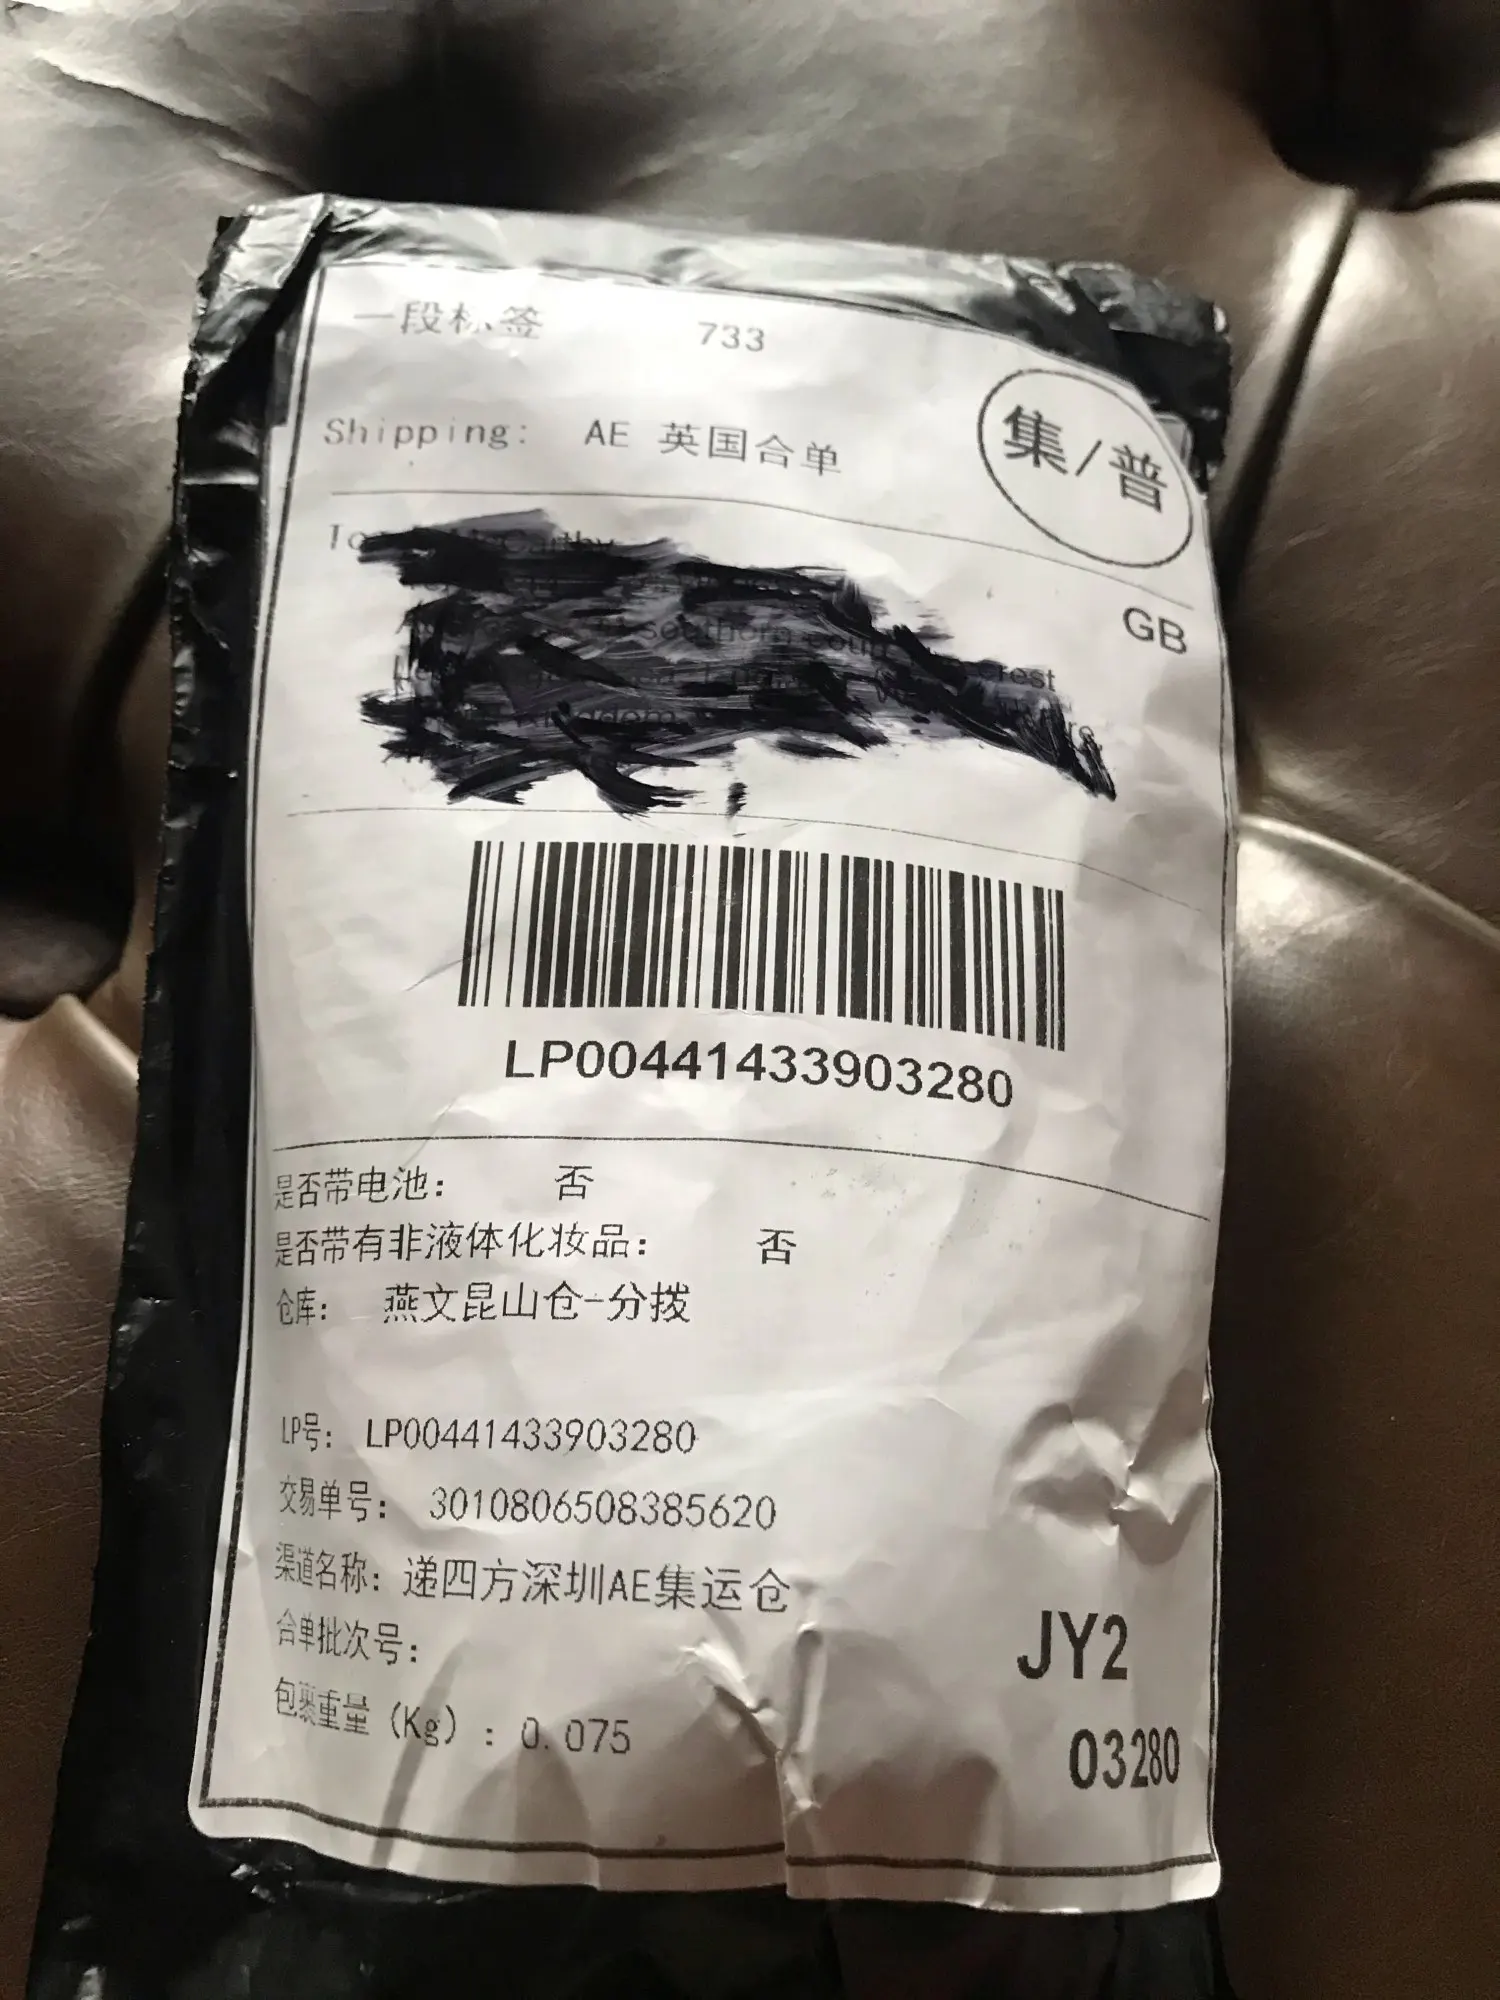 一段标签 733
Shipping: AE 英国合单
集/普
GB
LP00441433903280
是否带电池: 否
是否带有非液体化妆品: 否
仓库: 燕文昆山仓-分拨
LP号: LP00441433903280
交易单号: 3010806508385620
渠道名称: 递四方深圳AE集运仓
合单批次号:
包裹重量 (Kg) : 0.075
JY2
03280